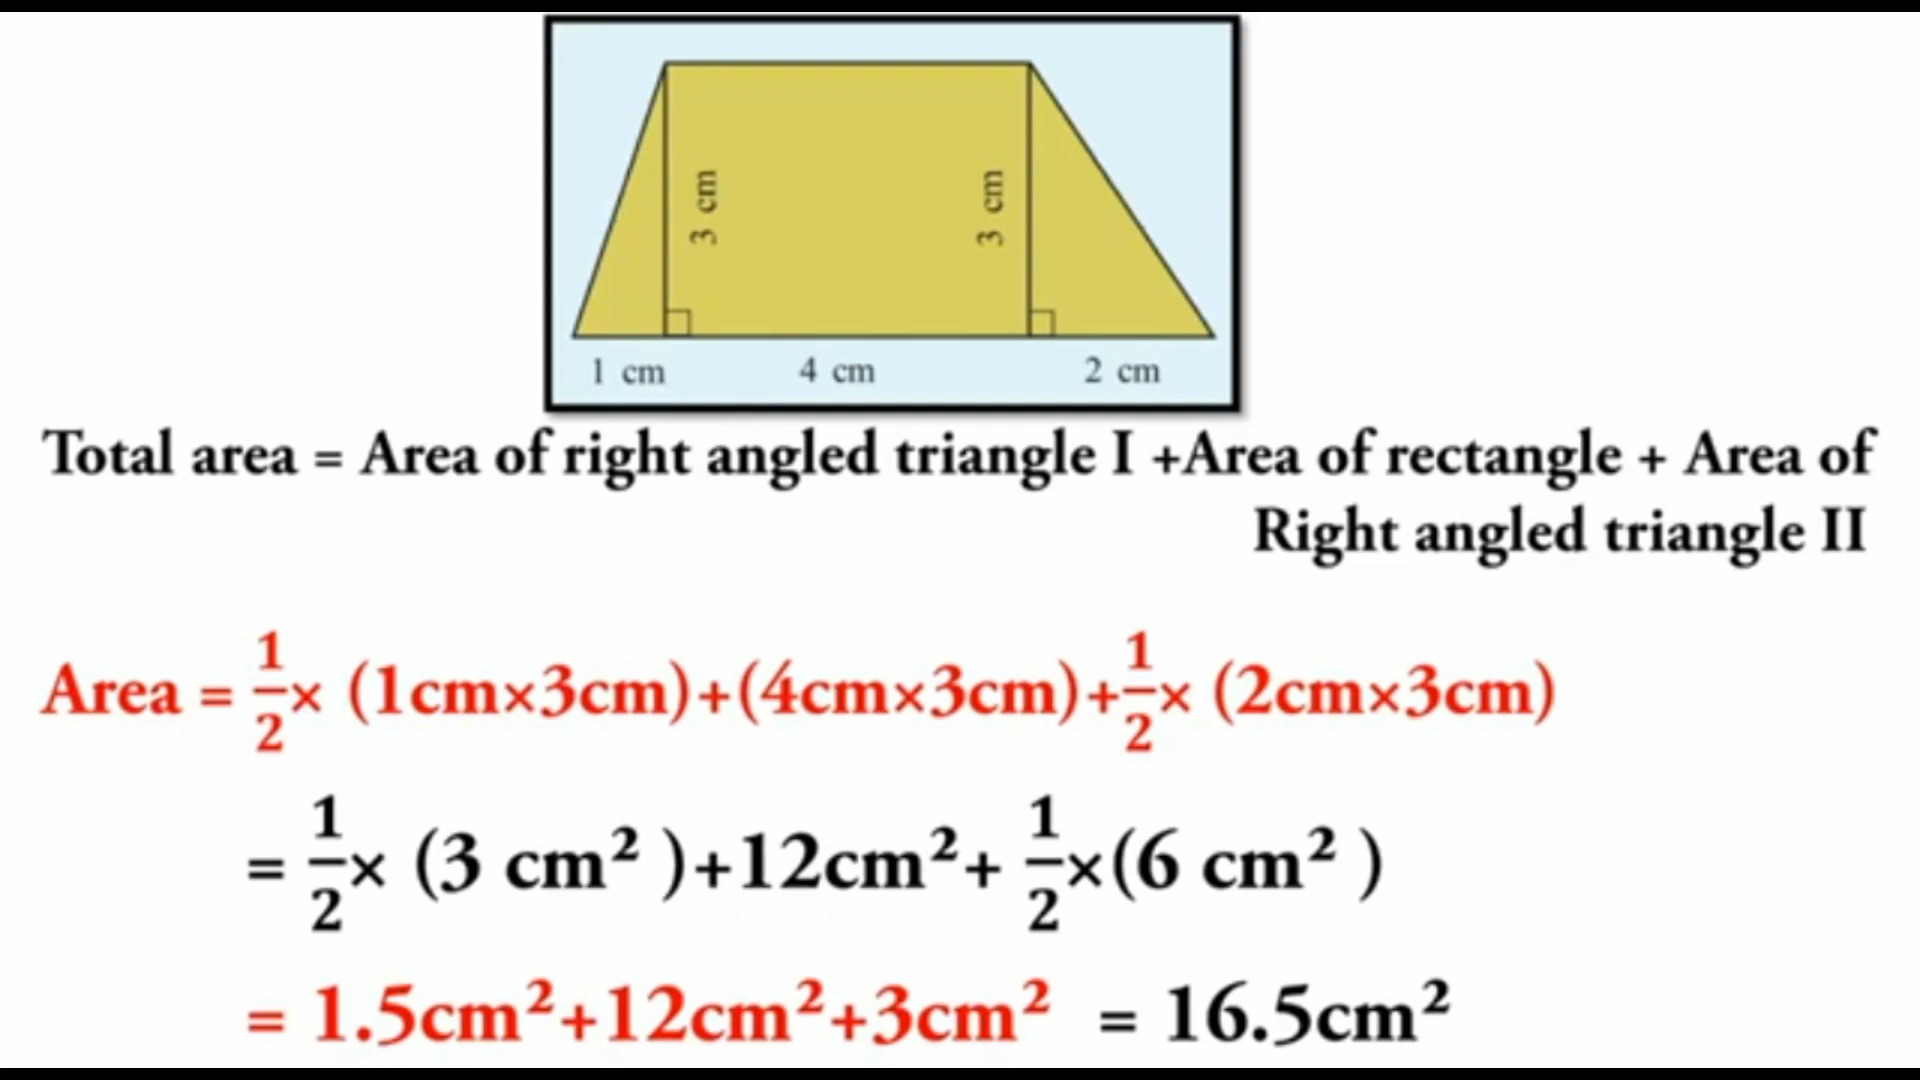 3 cm
3 cm
1 cm 4 cm 2 cm
Total area = Area of right angled triangle I +Area of rectangle + Area of
Right angled triangle II
Area = 1/2× (1cm×3cm)+(4cm×3cm)+1/2× (2cm×3cm)
= 1/2× (3 cm² )+12cm²+ 1/2×(6 cm² )
= 1.5cm²+12cm²+3cm² = 16.5cm²